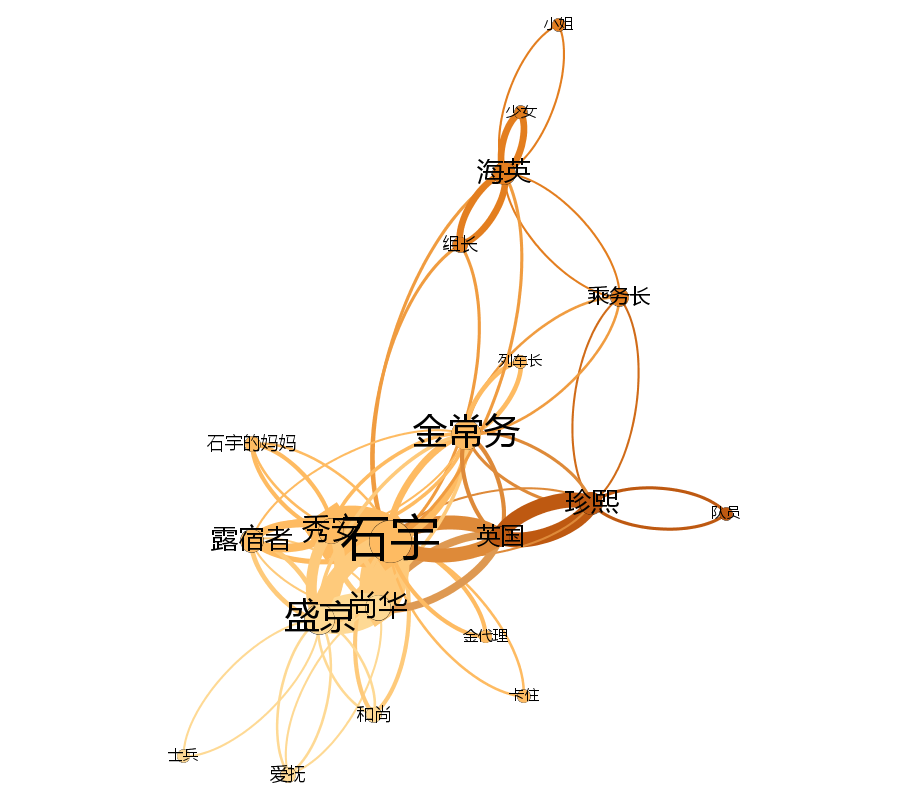 小姐
少女
海英
组长
乘务长
列车长
金常务
石宇的妈妈
珍熙
队员
露宿者
秀安
石宇
英国
盛京
尚华
金代理
卡住
和尚
士兵
爱抚